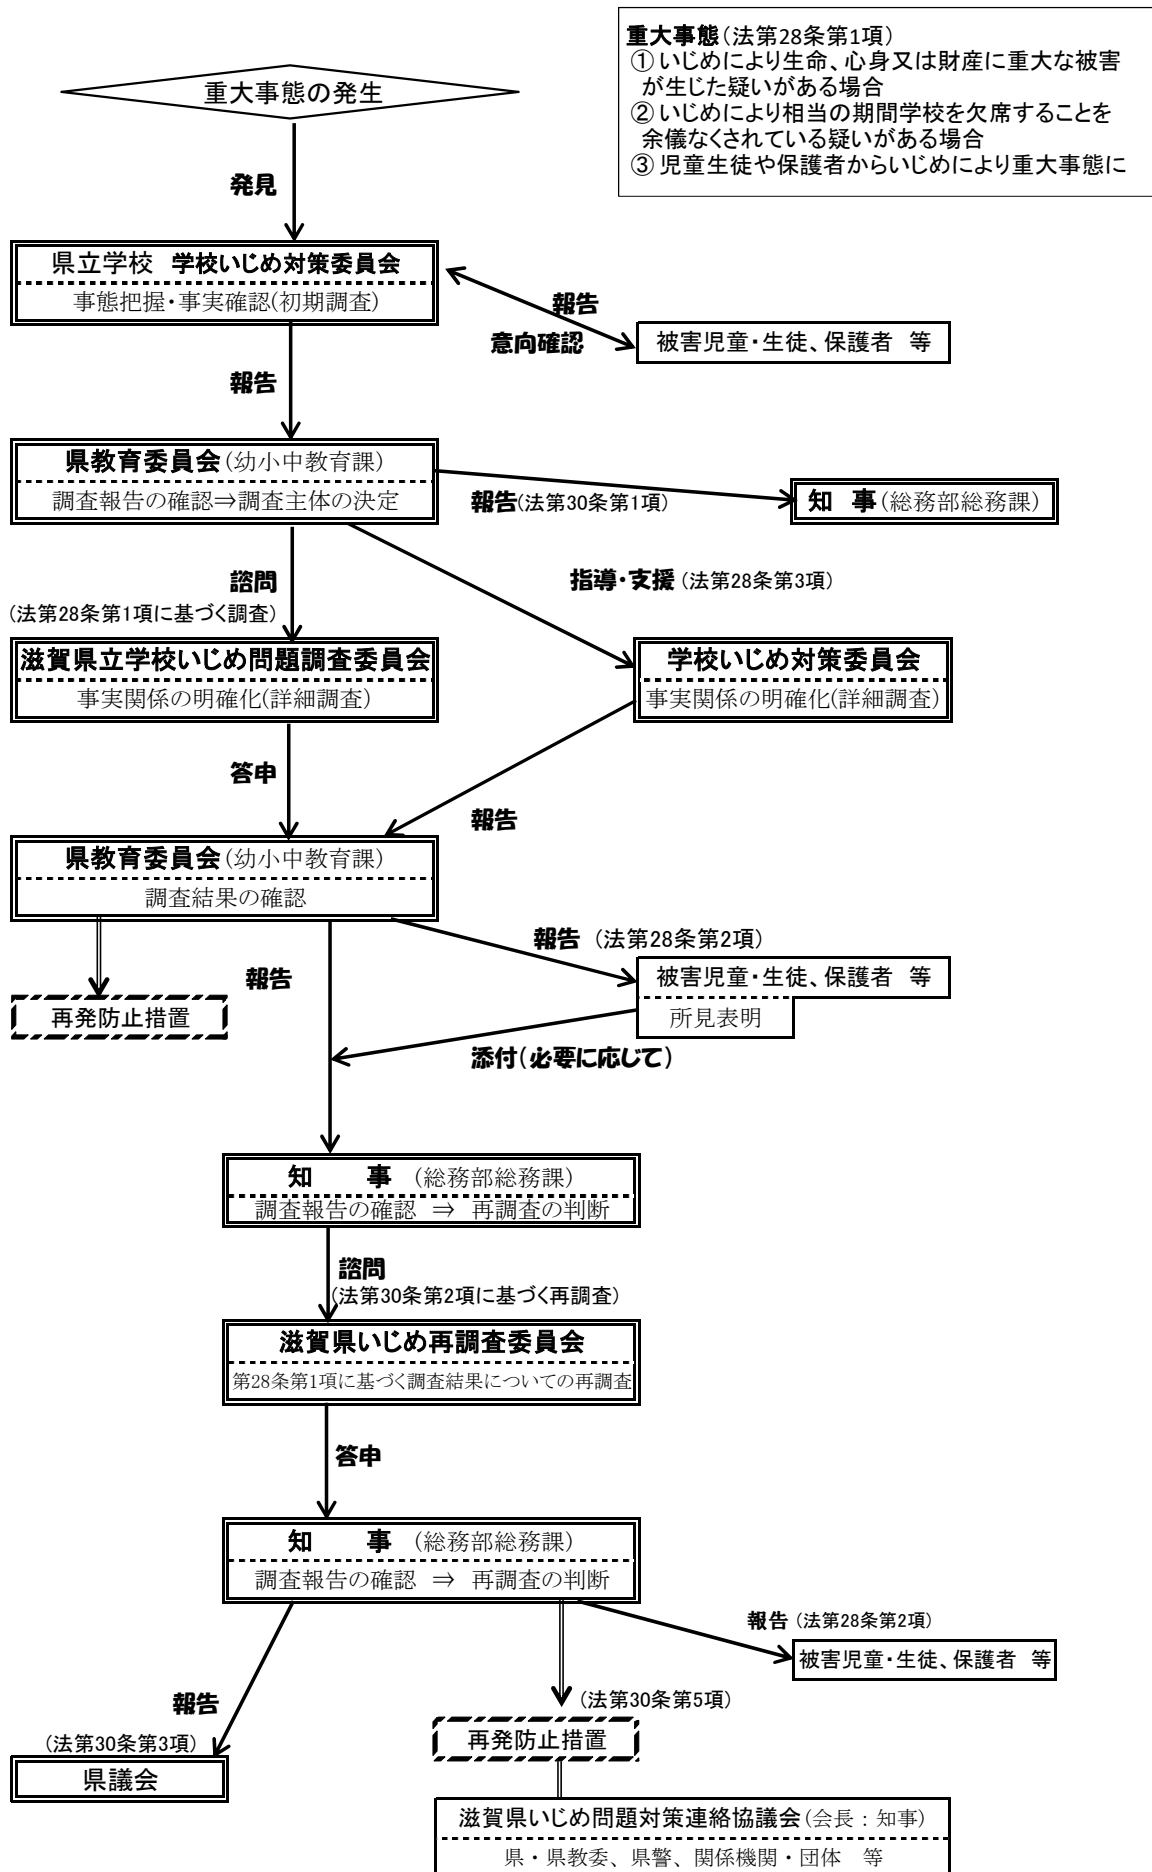 重大事態(法第28条第1項)
① いじめにより生命、心身又は財産に重大な被害
が生じた疑いがある場合
② いじめにより相当の期間学校を欠席することを
余儀なくされている疑いがある場合
③ 児童生徒や保護者からいじめにより重大事態に
重大事態の発生
発見
県立学校 学校いじめ対策委員会
事態把握・事実確認(初期調査)
報告
意向確認
被害児童・生徒、保護者 等
報告
県教育委員会(幼小中教育課)
調査報告の確認⇒調査主体の決定
報告(法第30条第1項)
知 事(総務部総務課)
諮問
(法第28条第1項に基づく調査)
指導・支援 (法第28条第3項)
滋賀県立学校いじめ問題調査委員会
事実関係の明確化(詳細調査)
学校いじめ対策委員会
事実関係の明確化(詳細調査)
答申
報告
県教育委員会(幼小中教育課)
調査結果の確認
報告 (法第28条第2項)
報告
被害児童・生徒、保護者 等
所見表明
再発防止措置
添付(必要に応じて)
知 事 (総務部総務課)
調査報告の確認 ⇒ 再調査の判断
諮問
(法第30条第2項に基づく再調査)
滋賀県いじめ再調査委員会
第28条第1項に基づく調査結果についての再調査
答申
知 事 (総務部総務課)
調査報告の確認 ⇒ 再調査の判断
報告 (法第28条第2項)
被害児童・生徒、保護者 等
報告
(法第30条第3項)
県議会
(法第30条第5項)
再発防止措置
滋賀県いじめ問題対策連絡協議会(会長:知事)
県・県教委、県警、関係機関・団体 等